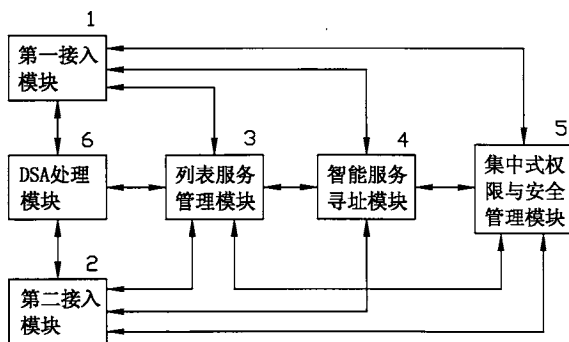 1
第一接入
模块
6
DSA处理
模块
3
列表服务
管理模块
4
智能服务
寻址模块
5
集中式权
限与安全
管理模块
2
第二接入
模块